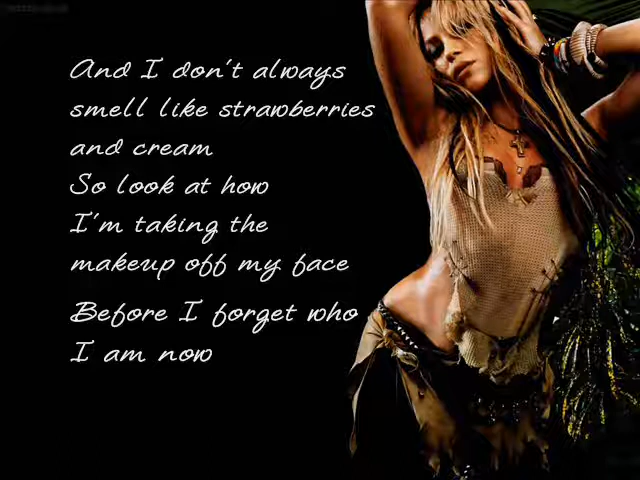 And I don't always
smell like strawberries
and cream
So look at how
I'm taking the
makeup off my face
Before I forget who
I am now